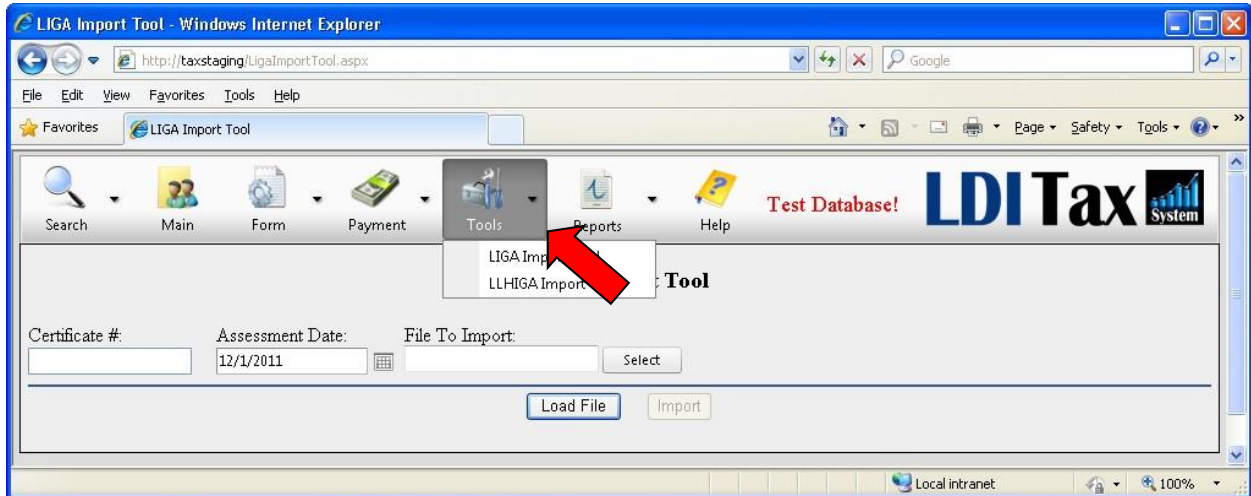 LIGA Import Tool - Windows Internet Explorer
http://taxstaging/LigaImportTool.aspx
Google
File Edit View Favorites Tools Help
Favorites LIGA Import Tool Page Safety Tools »
Search Main Form Payment Tools Reports Help Test Database! LDI Tax System
LIGA Imp
LLHIGA Import
Tool
Certificate #: Assessment Date: File To Import:
12/1/2011 Select
Load File Import
Local intranet 100%